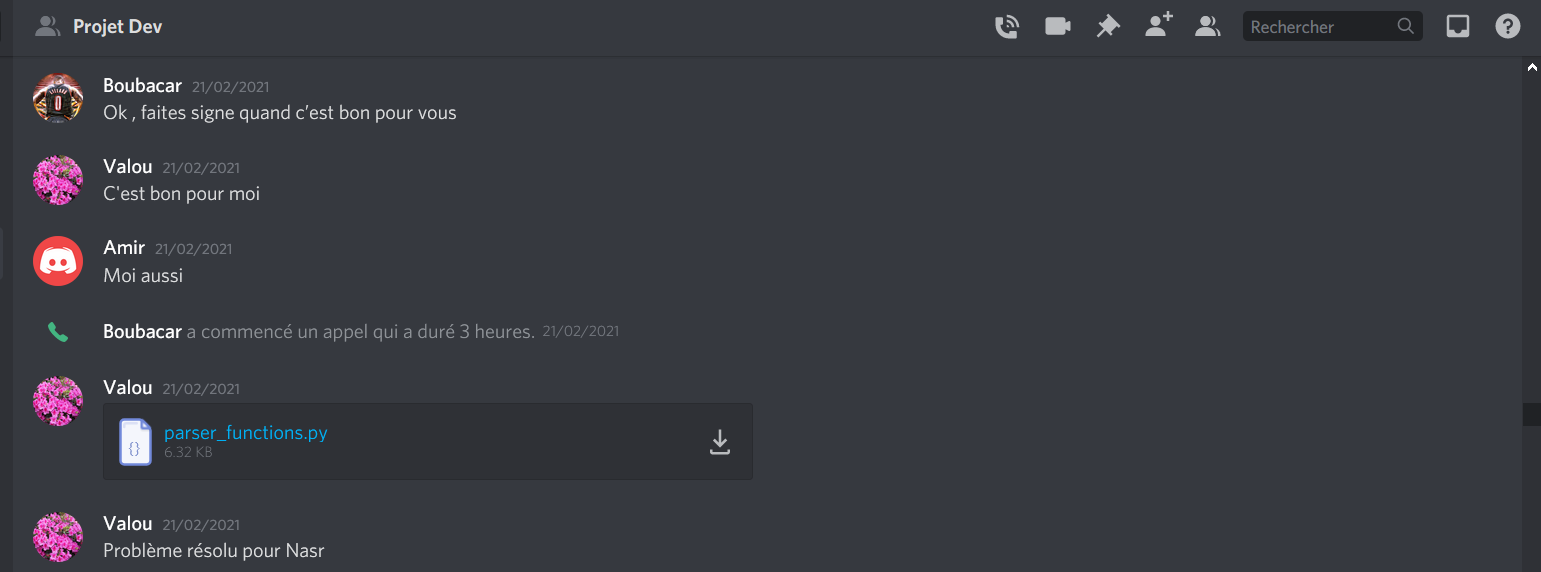 Projet Dev
Rechercher
Boubacar 21/02/2021
Ok , faites signe quand c’est bon pour vous
Valou 21/02/2021
C'est bon pour moi
Amir 21/02/2021
Moi aussi
Boubacar a commencé un appel qui a duré 3 heures. 21/02/2021
Valou 21/02/2021
{}
parser_functions.py
6.32 KB
Valou 21/02/2021
Problème résolu pour Nasr